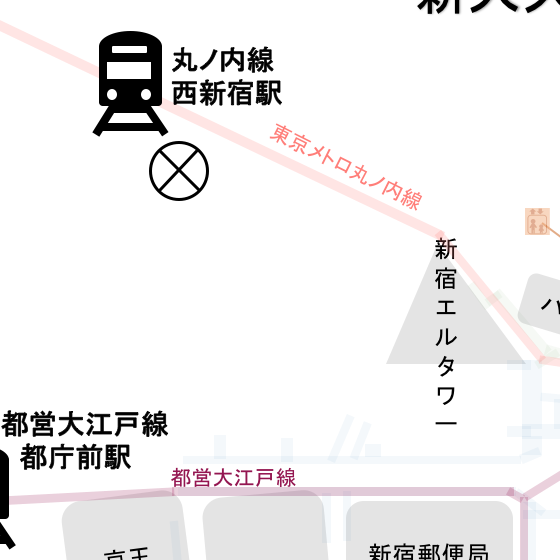 丸ノ内線
西新宿駅
東京メトロ丸ノ内線
新宿エルタワー
都営大江戸線
都庁前駅
都営大江戸線
京王
新宿郵便局